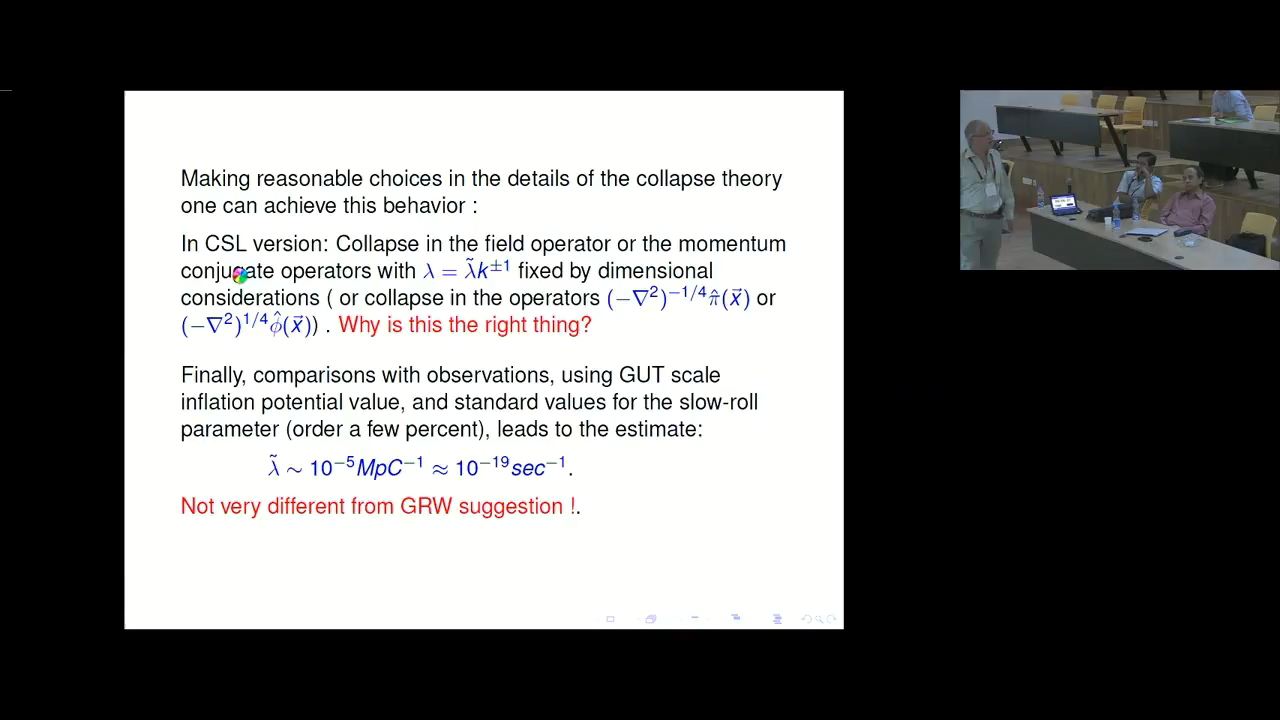 Making reasonable choices in the details of the collapse theory
one can achieve this behavior :
In CSL version: Collapse in the field operator or the momentum
conjugate operators with λ = λ̃k^{±1} fixed by dimensional
considerations ( or collapse in the operators (−∇²)^{−1/4}π̂(x⃗) or
(−∇²)^{1/4}φ̂(x⃗)) . Why is this the right thing?
Finally, comparisons with observations, using GUT scale
inflation potential value, and standard values for the slow-roll
parameter (order a few percent), leads to the estimate:
λ̃ ∼ 10^{−5}MpC^{−1} ≈ 10^{−19}sec^{−1}.
Not very different from GRW suggestion !.